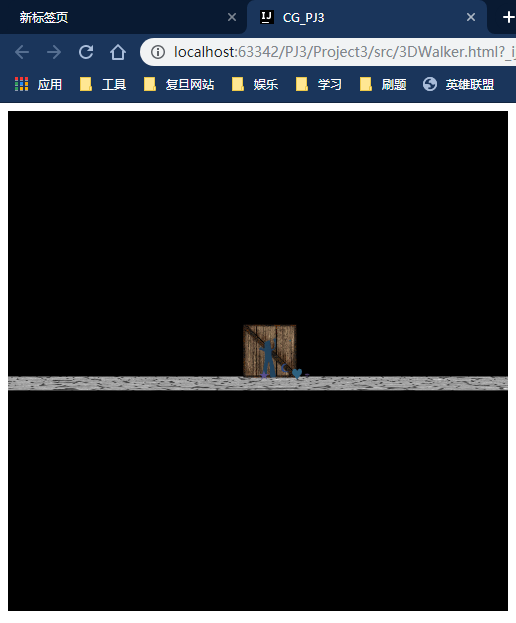 新标签页
CG_PJ3
localhost:63342/PJ3/Project3/src/3DWalker.html?_ij
应用 工具 复旦网站 娱乐 学习 刷题 英雄联盟